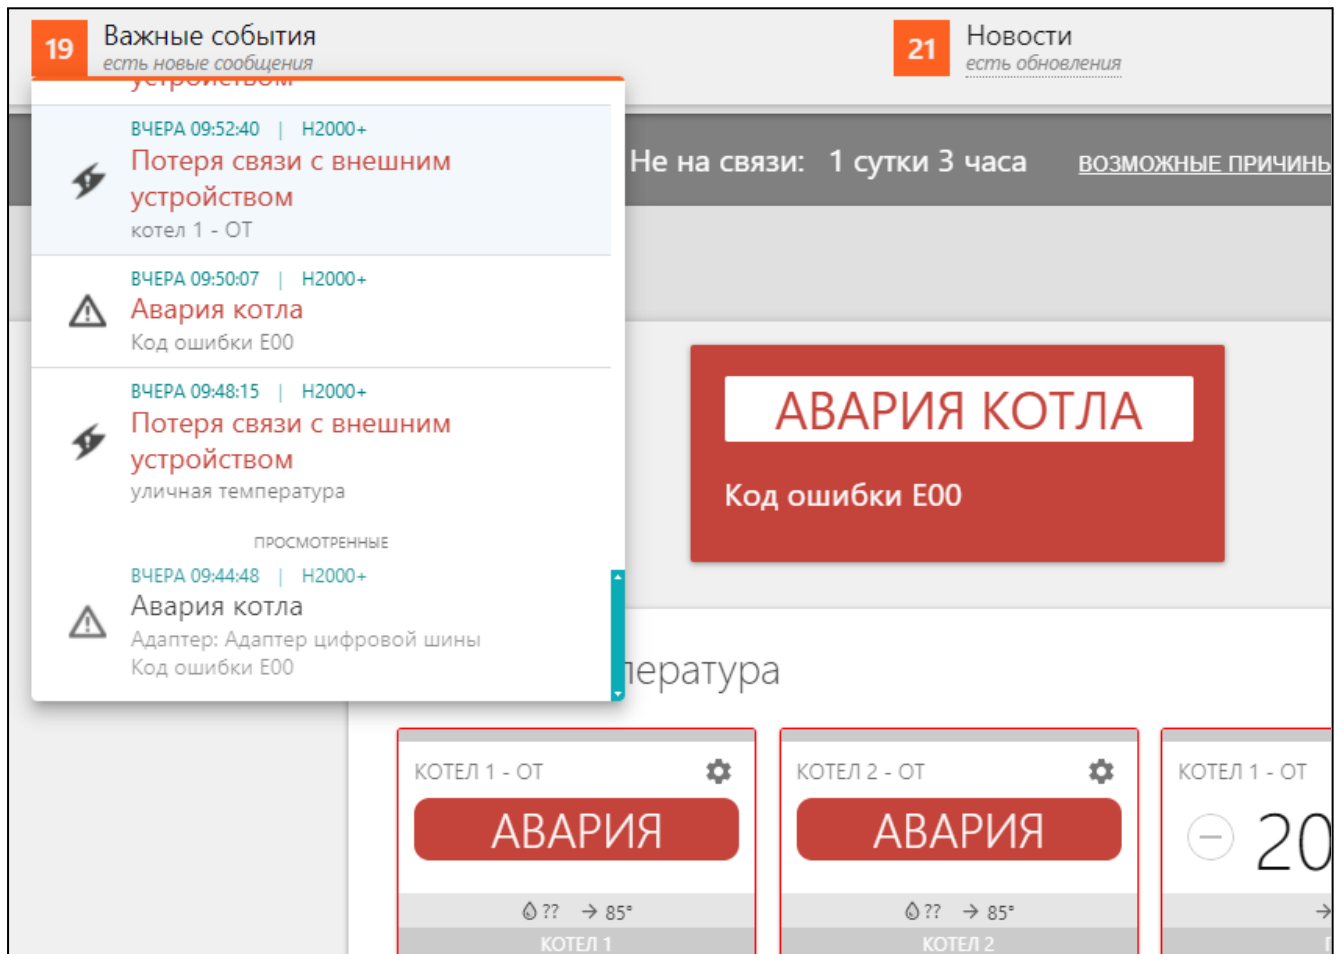 19
Важные события
есть новые сообщения
21
Новости
есть обновления
устройством
ВЧЕРА 09:52:40 | H2000+
Потеря связи с внешним
устройством
котел 1 - ОТ
Не на связи: 1 сутки 3 часа ВОЗМОЖНЫЕ ПРИЧИНЫ
ВЧЕРА 09:50:07 | H2000+
Авария котла
Код ошибки E00
ВЧЕРА 09:48:15 | H2000+
Потеря связи с внешним
устройством
уличная температура
ПРОСМОТРЕННЫЕ
ВЧЕРА 09:44:48 | H2000+
Авария котла
Адаптер: Адаптер цифровой шины
Код ошибки E00
АВАРИЯ КОТЛА
Код ошибки E00
пература
КОТЕЛ 1 - ОТ
АВАРИЯ
?? → 85°
КОТЕЛ 1
КОТЕЛ 2 - ОТ
АВАРИЯ
?? → 85°
КОТЕЛ 2
КОТЕЛ 1 - ОТ
20
→